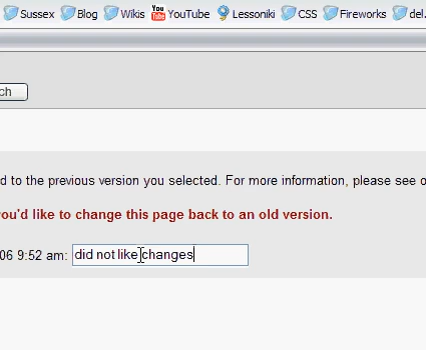 Sussex Blog Wikis You Tube YouTube Lessoniki CSS Fireworks del.
ch
d to the previous version you selected. For more information, please see o
ou'd like to change this page back to an old version.
06 9:52 am: did not like changes